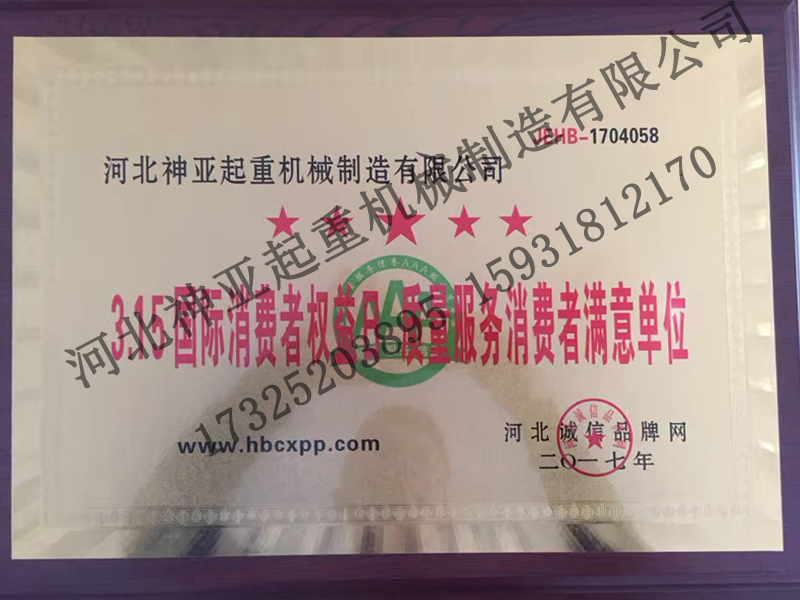 JEHB-1704058
河北神亚起重机械制造有限公司
3.15国际消费者权益日 质量服务消费者满意单位
www.hbcxpp.com
河北诚信品牌网
二〇一七年
河北神亚起重机械制造有限公司
17325203895 15931812170